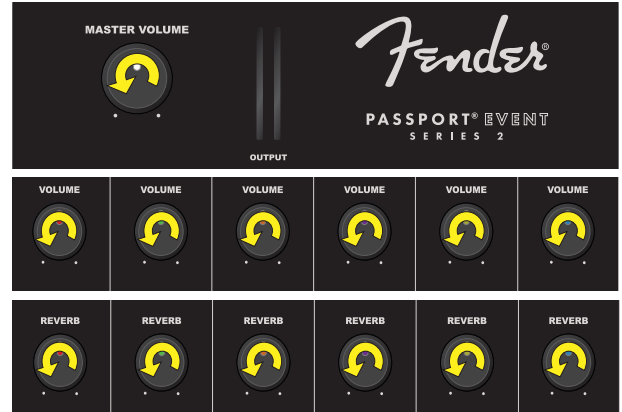 MASTER VOLUME
Fender®
PASSPORT® EVENT
SERIES 2
OUTPUT
VOLUME VOLUME VOLUME VOLUME VOLUME VOLUME
REVERB REVERB REVERB REVERB REVERB REVERB